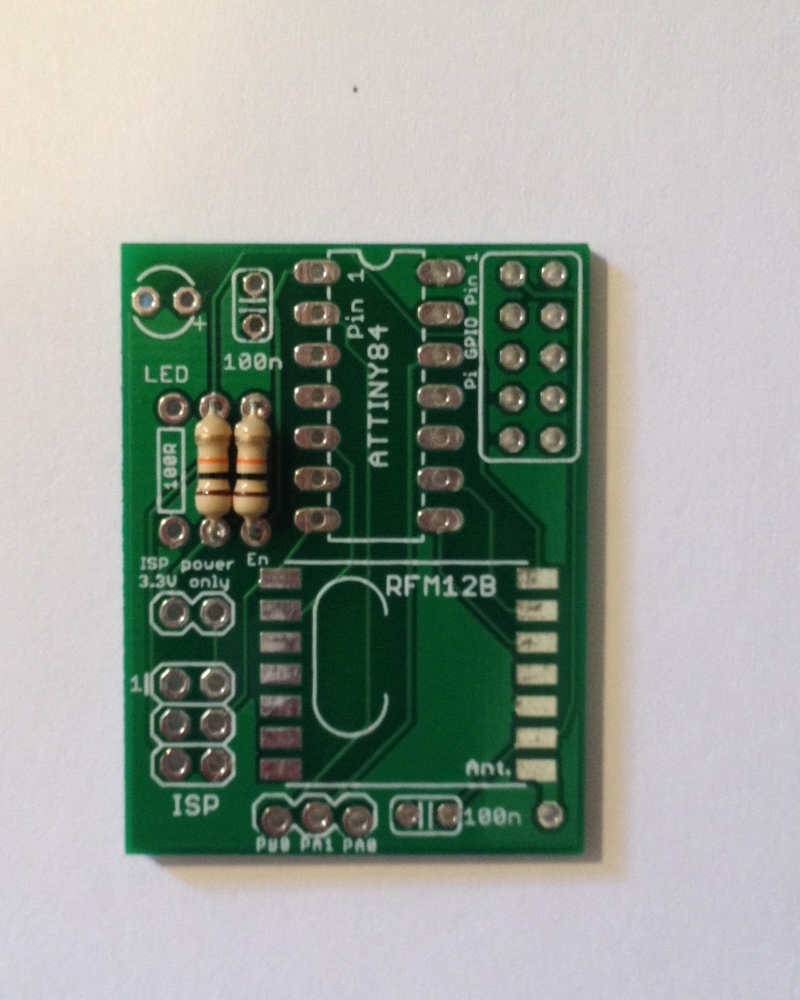 Pin 1
Pi GPIO Pin 1
ATTINY84
100n
LED
100R
ISP power
3.3V only
En
RFM12B
1
Ant.
ISP
100n
PA1 PA0